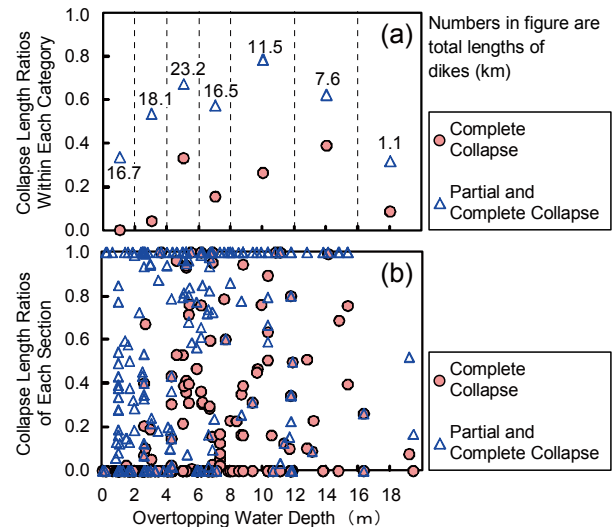 Collapse Length Ratios
Within Each Category
1.0
0.8
0.6
0.4
0.2
0.0
(a)
16.7
18.1
23.2
16.5
11.5
7.6
1.1
Numbers in figure are
total lengths of
dikes (km)
Complete
Collapse
Partial and
Complete Collapse
Collapse Length Ratios
of Each Section
1.0
0.8
0.6
0.4
0.2
0.0
(b)
0 2 4 6 8 10 12 14 16 18
Overtopping Water Depth （m）
Complete
Collapse
Partial and
Complete Collapse